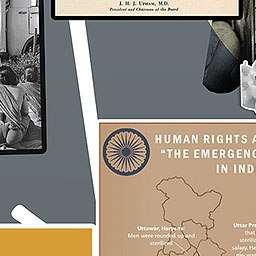 J. H. J. UPHAM, M.D.
President and Chairman of the Board
HUMAN RIGHTS A
"THE EMERGENC
IN IND
Uttawar, Haryana:
Men were rounded up and
sterilized
Uttar Pra
that
steriliz
salary. He